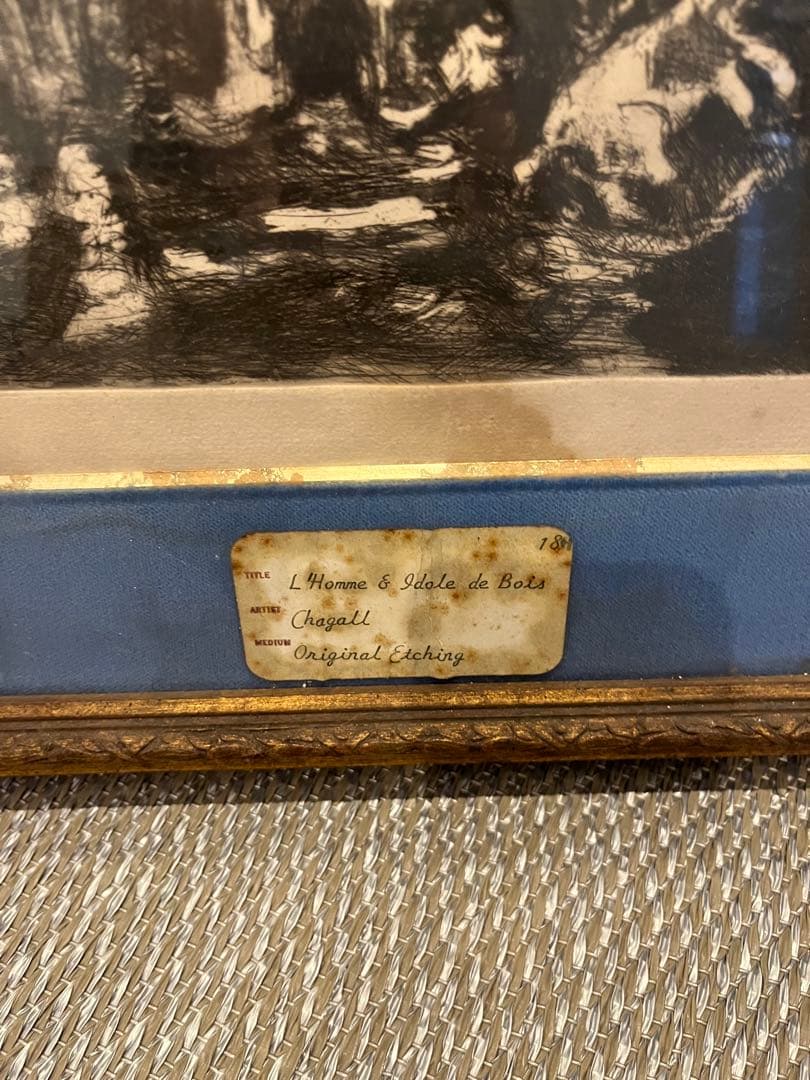 TITLE L'Homme & Idole de Bois
ARTIST Chagall
MEDIUM Original Etching